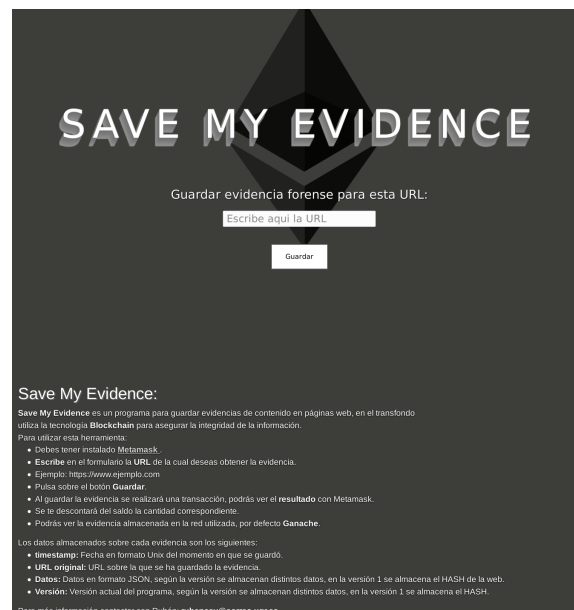 SAVE MY EVIDENCE
Guardar evidencia forense para esta URL:
Escribe aqui la URL
Guardar
Save My Evidence:
Save My Evidence es un programa para guardar evidencias de contenido en páginas web, en el transfondo
utiliza la tecnología Blockchain para asegurar la integridad de la información.
Para utilizar esta herramienta:
Debes tener instalado Metamask .
Escribe en el formulario la URL de la cual deseas obtener la evidencia.
Ejemplo: https://www.ejemplo.com
Pulsa sobre el botón Guardar.
Al guardar la evidencia se realizará una transacción, podrás ver el resultado con Metamask.
Se te descontará del saldo la cantidad correspondiente.
Podrás ver la evidencia almacenada en la red utilizada, por defecto Ganache.
Los datos almacenados sobre cada evidencia son los siguientes:
timestamp: Fecha en formato Unix del momento en que se guardó.
URL original: URL sobre la que se ha guardado la evidencia.
Datos: Datos en formato JSON, según la versión se almacenan distintos datos, en la versión 1 se almacena el HASH de la web.
Versión: Versión actual del programa, según la versión se almacenan distintos datos, en la versión 1 se almacena el HASH.
Para más información contactar con Rubén: